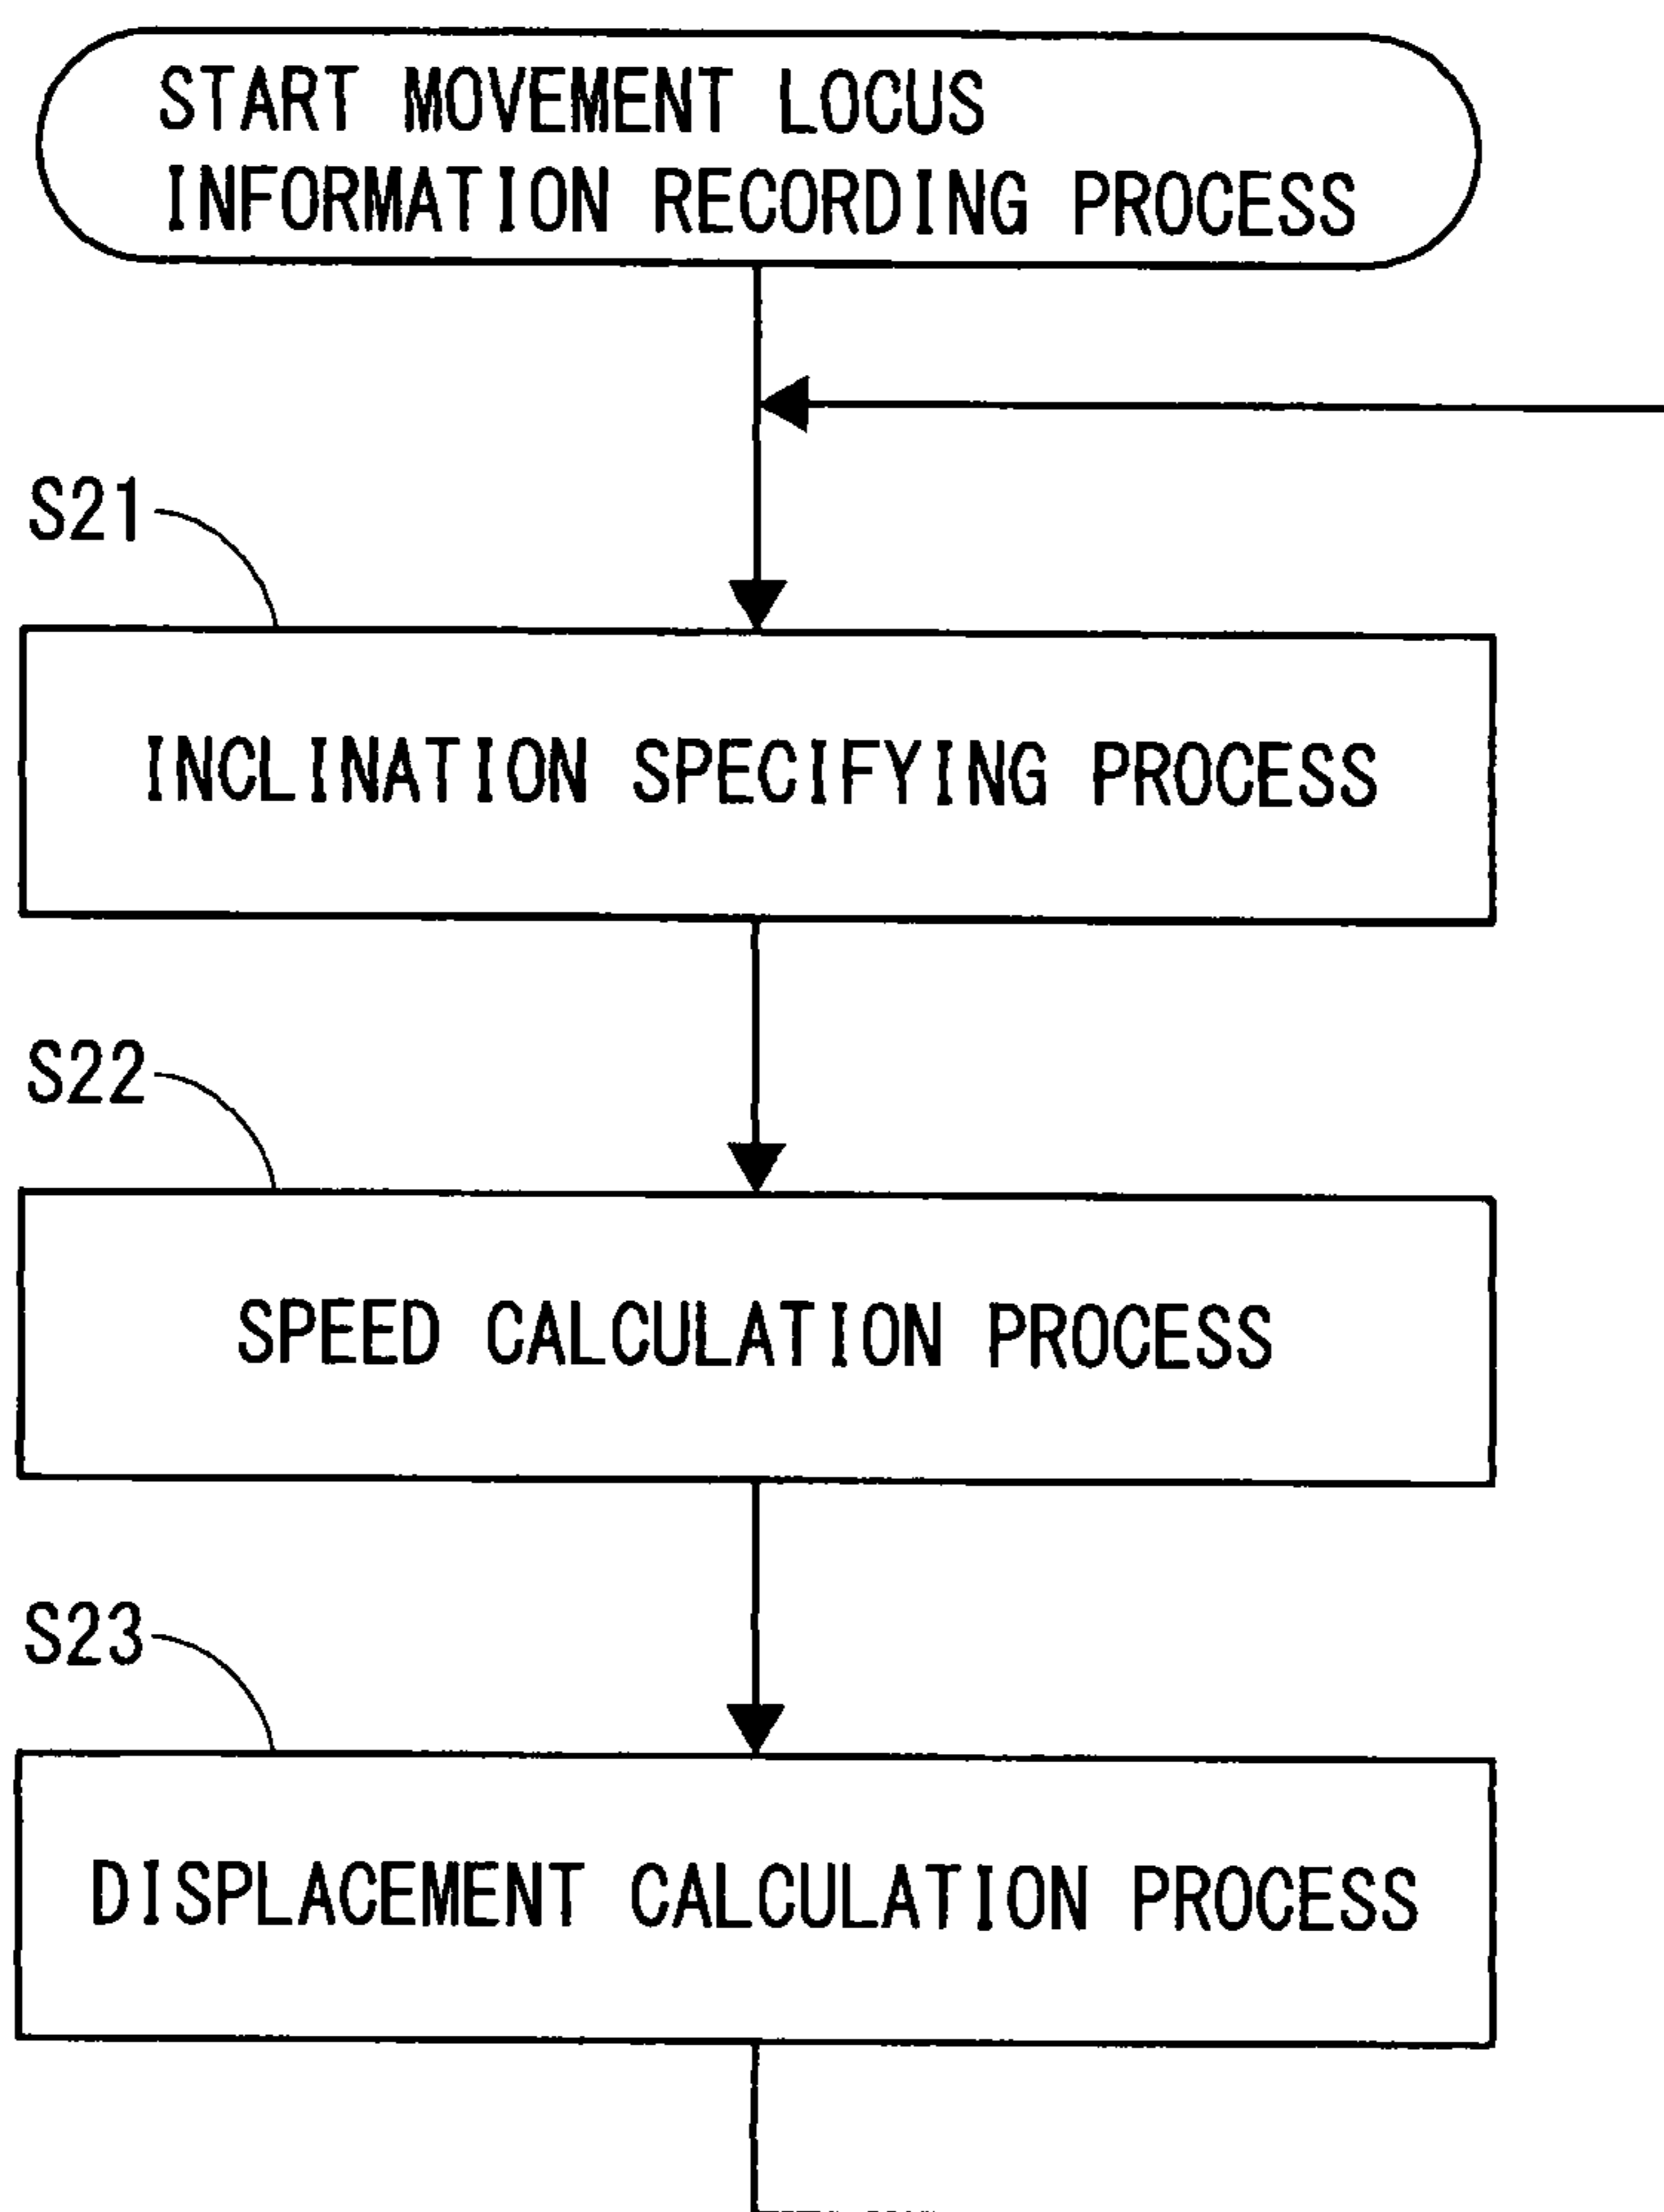 START MOVEMENT LOCUS
INFORMATION RECORDING PROCESS
S21
INCLINATION SPECIFYING PROCESS
S22
SPEED CALCULATION PROCESS
S23
DISPLACEMENT CALCULATION PROCESS